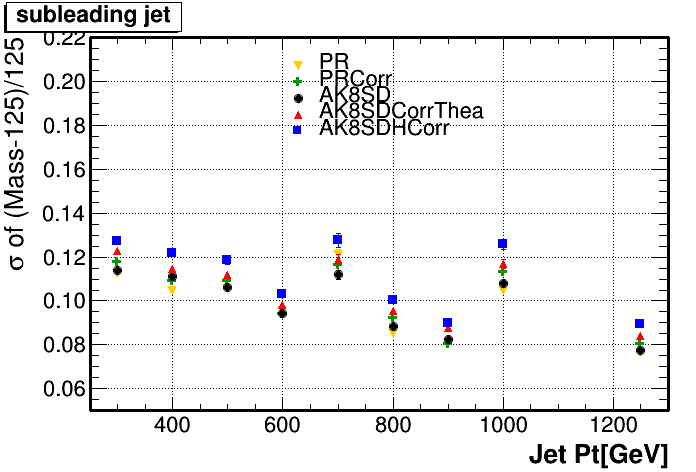 subleading jet
σ of (Mass-125)/125
0.22
0.20
0.18
0.16
0.14
0.12
0.10
0.08
0.06
PR
PRCorr
AK8SD
AK8SDCorrThea
AK8SDHCorr
400
600
800
1000
1200
Jet Pt[GeV]